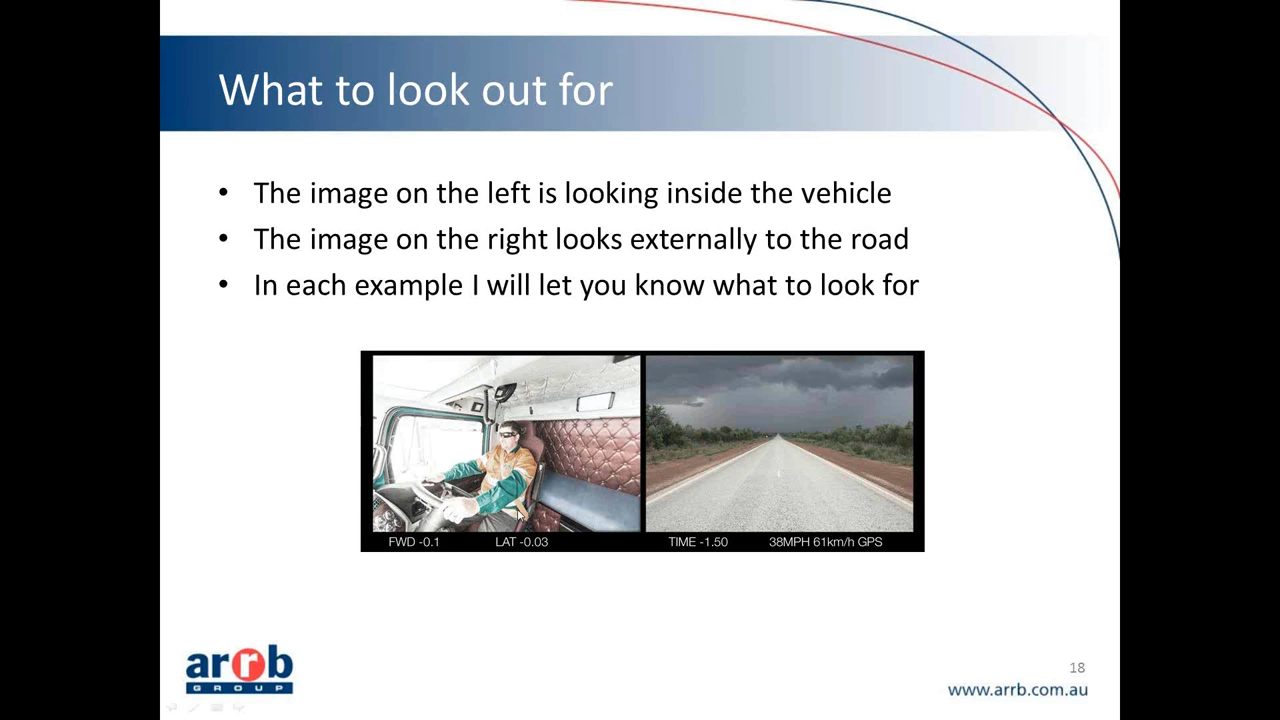 What to look out for
• The image on the left is looking inside the vehicle
• The image on the right looks externally to the road
• In each example I will let you know what to look for
FWD -0.1 LAT -0.03 TIME -1.50 38MPH 61km/h GPS
arrb
GROUP
18
www.arrb.com.au